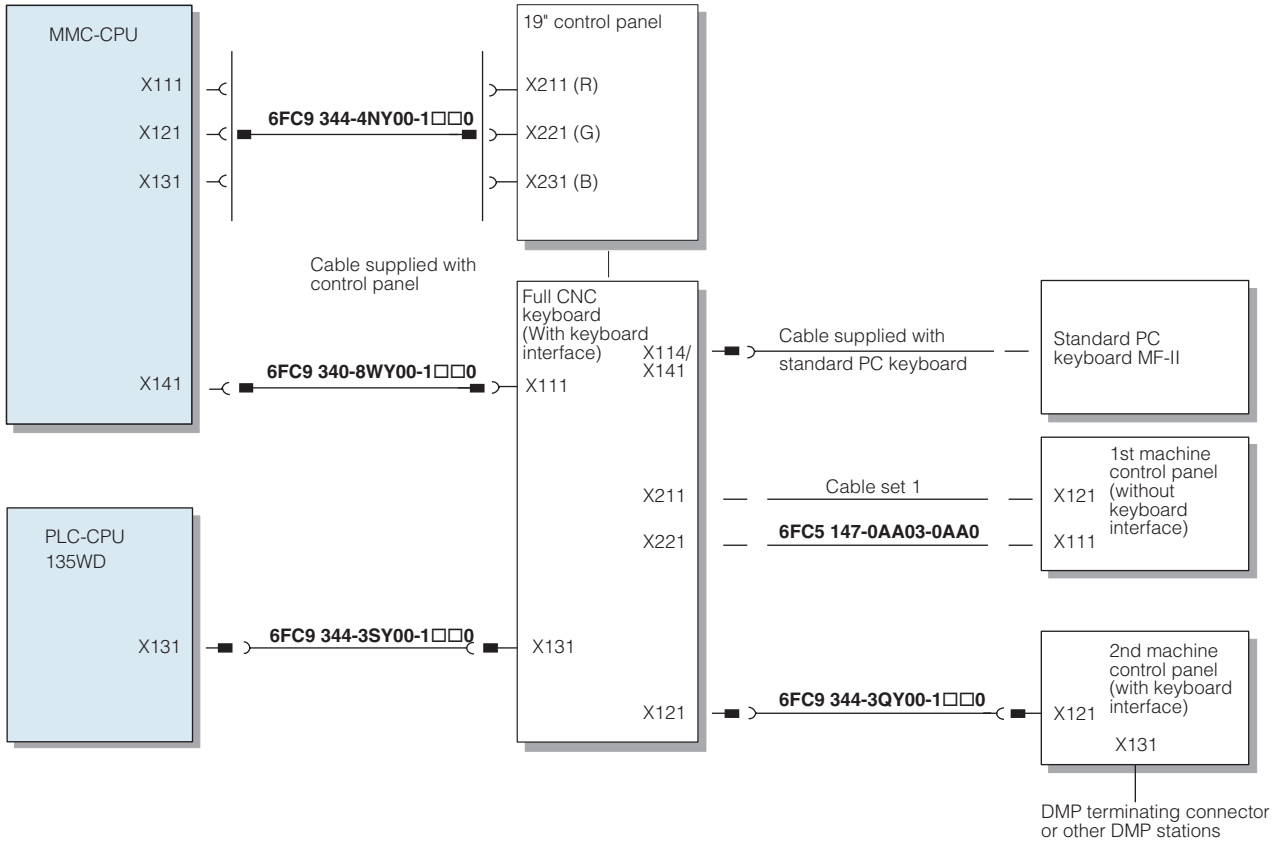 MMC-CPU
X111
X121
X131
X141
6FC9 344-4NY00-1□□0
19" control panel
X211 (R)
X221 (G)
X231 (B)
Cable supplied with
control panel
6FC9 340-8WY00-1□□0
Full CNC
keyboard
(With keyboard
interface)
X114/
X141
X111
X211
X221
X131
X121
Cable supplied with
standard PC keyboard
Standard PC
keyboard MF-II
Cable set 1
6FC5 147-0AA03-0AA0
1st machine
control panel
(without
keyboard
interface)
X121
X111
PLC-CPU
135WD
X131
6FC9 344-3SY00-1□□0
6FC9 344-3QY00-1□□0
2nd machine
control panel
(with keyboard
interface)
X121
X131
DMP terminating connector
or other DMP stations